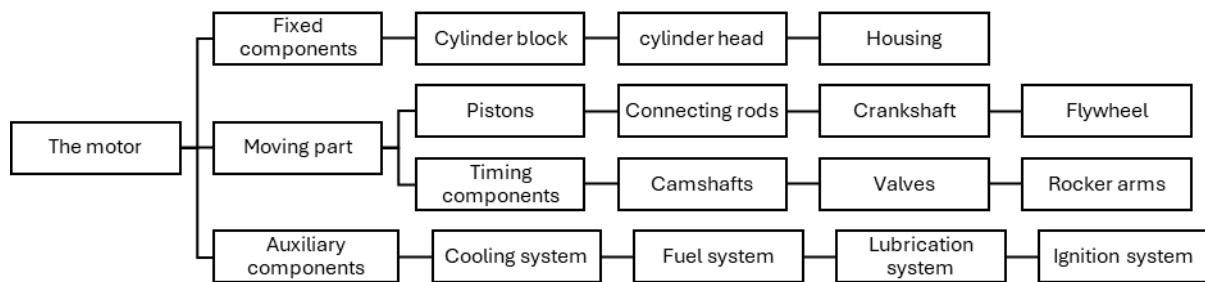 Fixed
components
Cylinder block
cylinder head
Housing
Pistons
Connecting rods
Crankshaft
Flywheel
The motor
Moving part
Timing
components
Camshafts
Valves
Rocker arms
Auxiliary
components
Cooling system
Fuel system
Lubrication
system
Ignition system